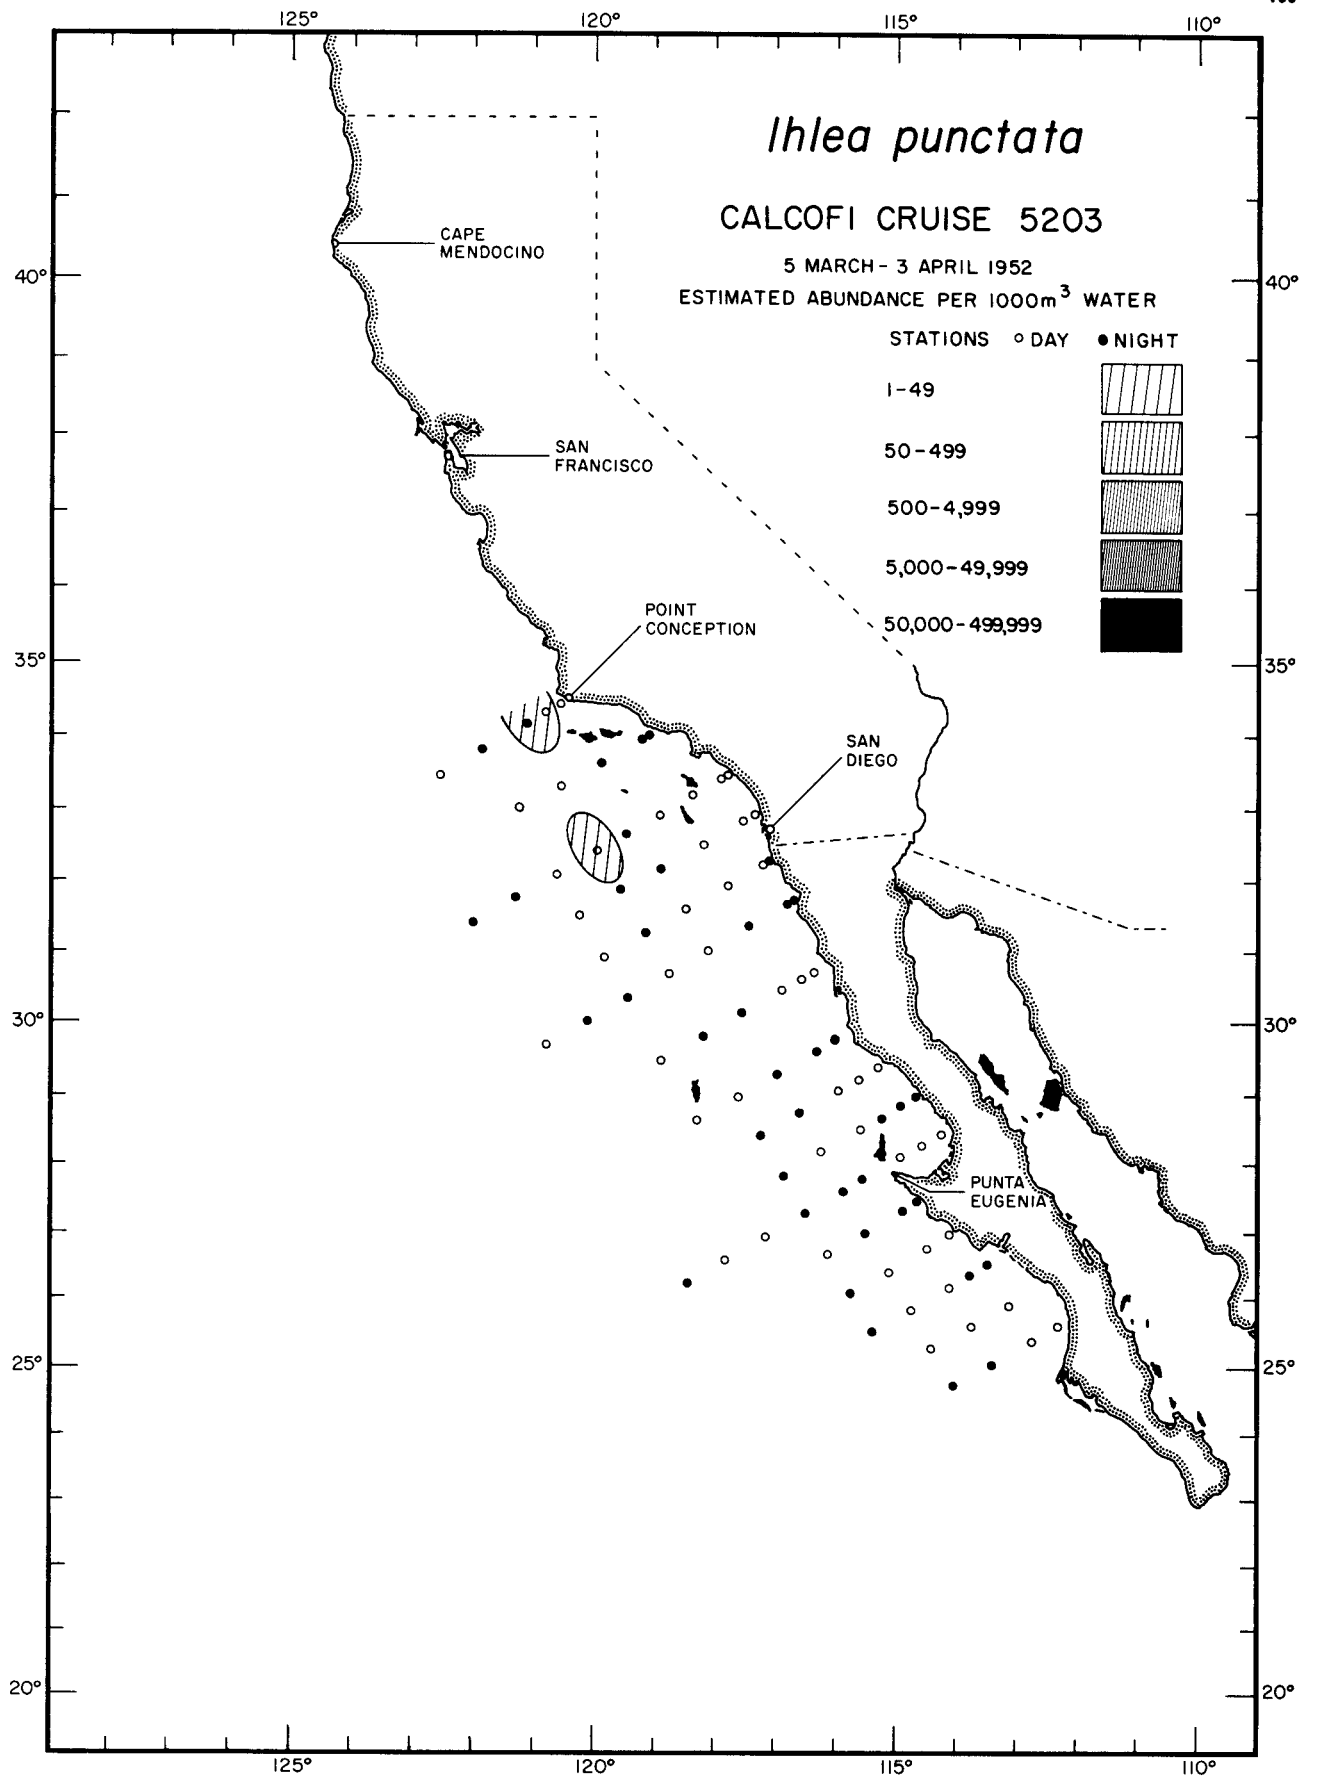 125° 120° 115° 110°
Ihlea punctata
CALCOFI CRUISE 5203
5 MARCH - 3 APRIL 1952
ESTIMATED ABUNDANCE PER 1000m³ WATER
STATIONS ○ DAY ● NIGHT
1-49
50-499
500-4,999
5,000-49,999
50,000-499,999
CAPE
MENDOCINO
40° 40°
SAN
FRANCISCO
POINT
CONCEPTION
35° 35°
SAN
DIEGO
30° 30°
PUNTA
EUGENIA
25° 25°
20° 20°
125° 120° 115° 110°